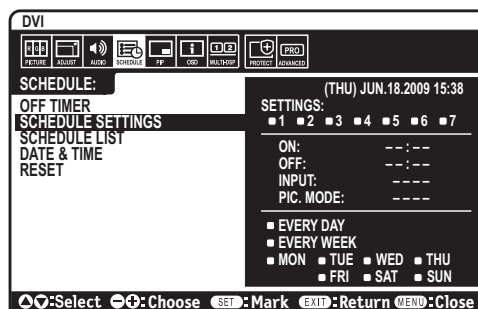 DVI
RGB
PICTURE ADJUST AUDIO SCHEDULE PIP OSD MULTI-DSP PROTECT PRO ADVANCED
SCHEDULE:
OFF TIMER
SCHEDULE SETTINGS
SCHEDULE LIST
DATE & TIME
RESET
(THU) JUN.18.2009 15:38
SETTINGS:
1 2 3 4 5 6 7
ON: --:--
OFF: --:--
INPUT: ----
PIC. MODE: ----
EVERY DAY
EVERY WEEK
MON TUE WED THU
FRI SAT SUN
Select Choose SET:Mark EXIT:Return MENU:Close